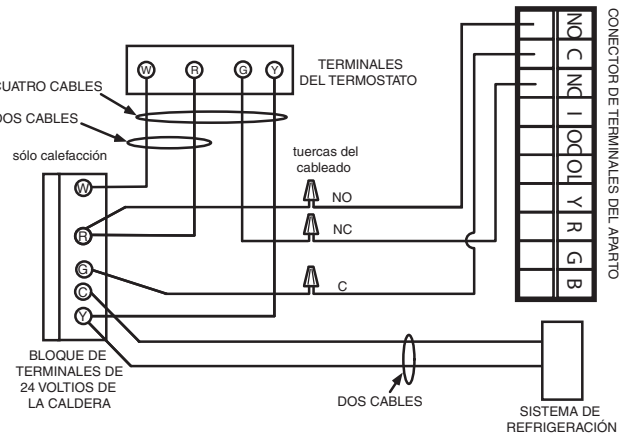 TERMINALES
DEL TERMOSTATO
W
R
G
Y
CUATRO CABLES
DOS CABLES
sólo calefacción
tuercas del
cableado
NO
NC
C
W
R
G
C
Y
BLOQUE DE
TERMINALES DE
24 VOLTIOS DE
LA CALDERA
DOS CABLES
SISTEMA DE
REFRIGERACIÓN
NO
C
NC
I
OC
OL
Y
R
G
B
CONECTOR DE TERMINALES DEL APARTO